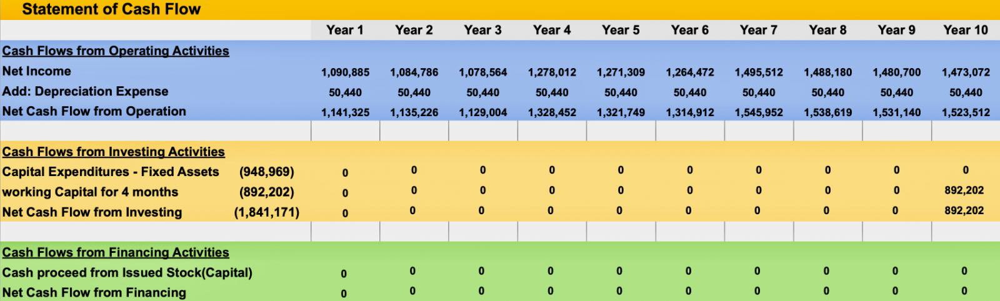 Statement of Cash Flow
Year 1 Year 2 Year 3 Year 4 Year 5 Year 6 Year 7 Year 8 Year 9 Year 10
Cash Flows from Operating Activities
Net Income 1,090,885 1,084,786 1,078,564 1,278,012 1,271,309 1,264,472 1,495,512 1,488,180 1,480,700 1,473,072
Add: Depreciation Expense 50,440 50,440 50,440 50,440 50,440 50,440 50,440 50,440 50,440 50,440
Net Cash Flow from Operation 1,141,325 1,135,226 1,129,004 1,328,452 1,321,749 1,314,912 1,545,952 1,538,619 1,531,140 1,523,512
Cash Flows from Investing Activities
Capital Expenditures - Fixed Assets (948,969) 0 0 0 0 0 0 0 0 0 0
working Capital for 4 months (892,202) 0 0 0 0 0 0 0 0 0 892,202
Net Cash Flow from Investing (1,841,171) 0 0 0 0 0 0 0 0 0 892,202
Cash Flows from Financing Activities
Cash proceed from Issued Stock(Capital) 0 0 0 0 0 0 0 0 0 0
Net Cash Flow from Financing 0 0 0 0 0 0 0 0 0 0